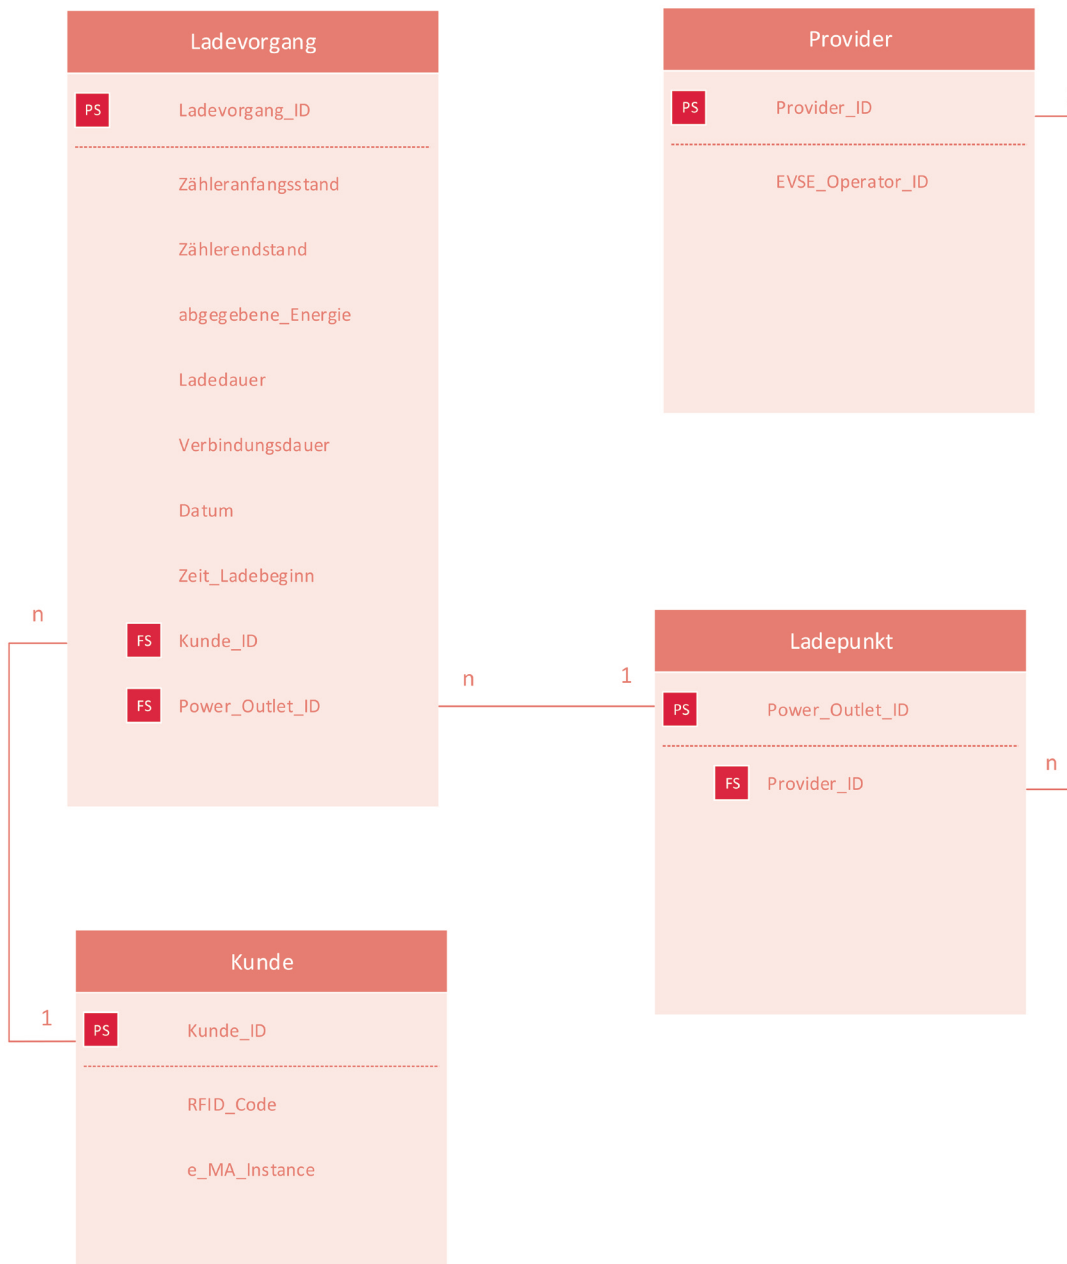 Ladevorgang
PS Ladevorgang_ID
Zähleranfangsstand
Zählerendstand
abgegebene_Energie
Ladedauer
Verbindungsdauer
Datum
Zeit_Ladebeginn
FS Kunde_ID
FS Power_Outlet_ID
n
n
1
Provider
PS Provider_ID
EVSE_Operator_ID
Ladepunkt
PS Power_Outlet_ID
FS Provider_ID
n
Kunde
1
PS Kunde_ID
RFID_Code
e_MA_Instance